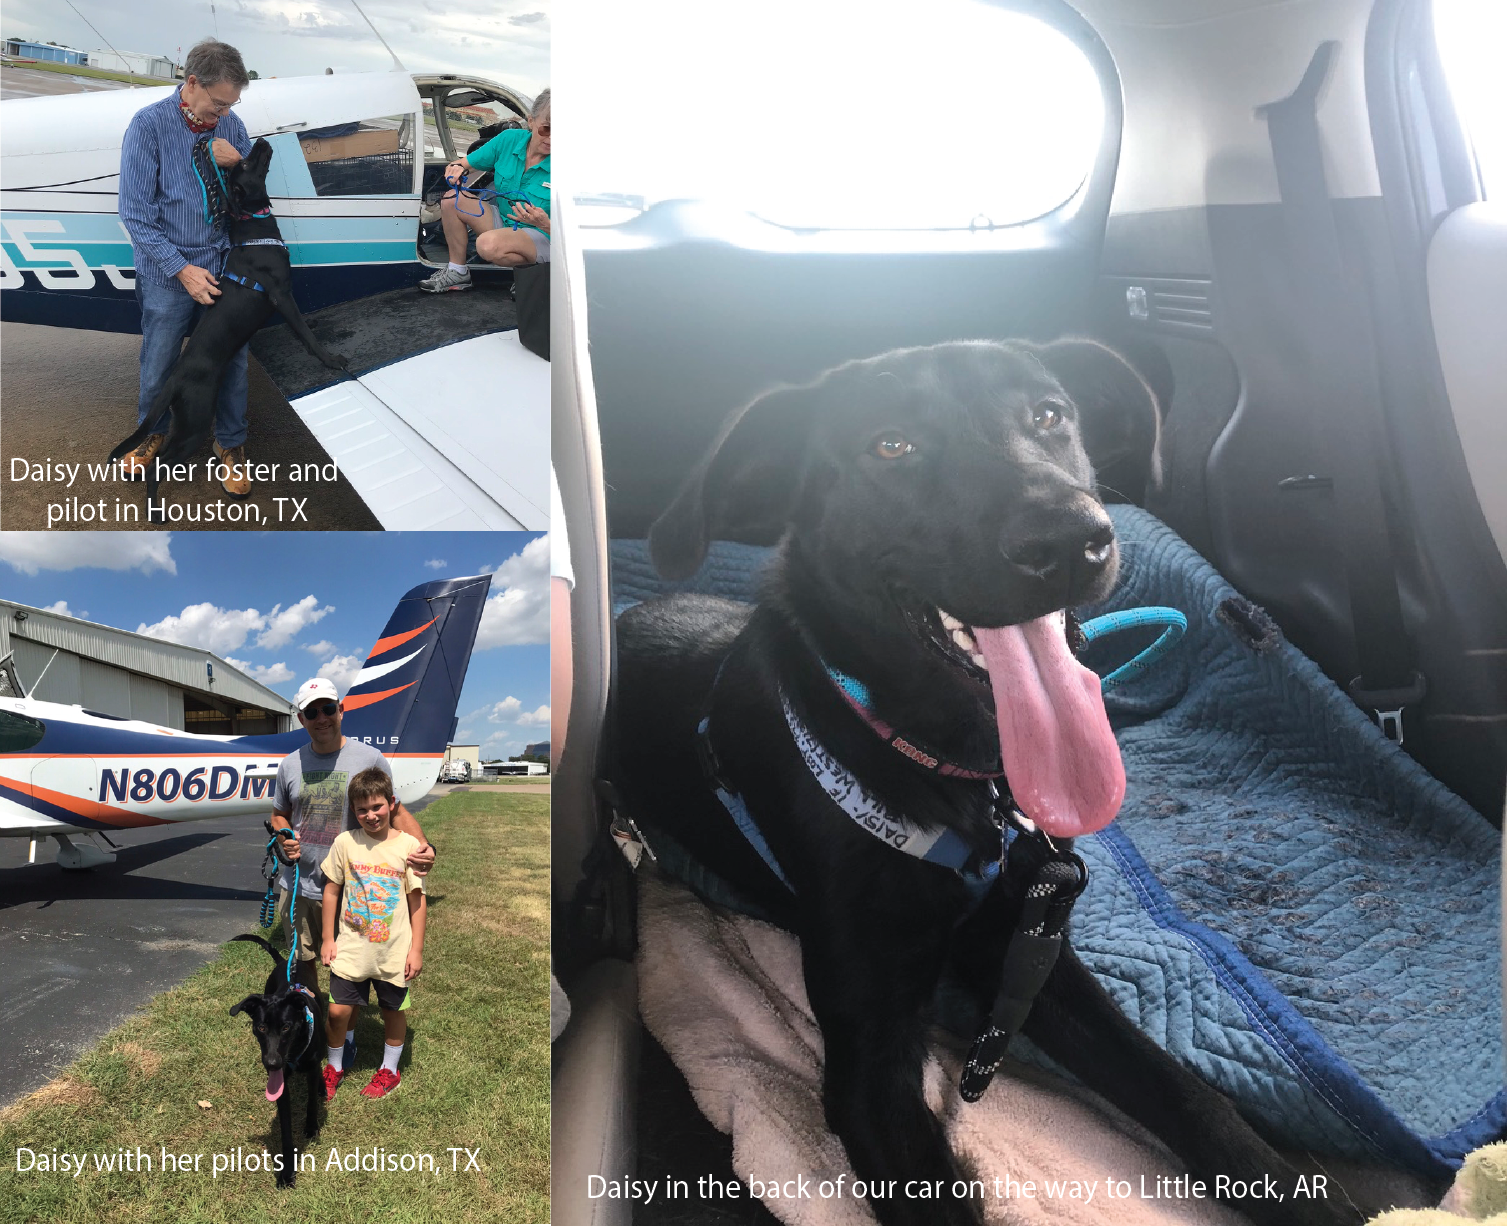 Daisy with her foster and
pilot in Houston, TX
N806DM
Daisy with her pilots in Addison, TX
DAISY
Daisy in the back of our car on the way to Little Rock, AR